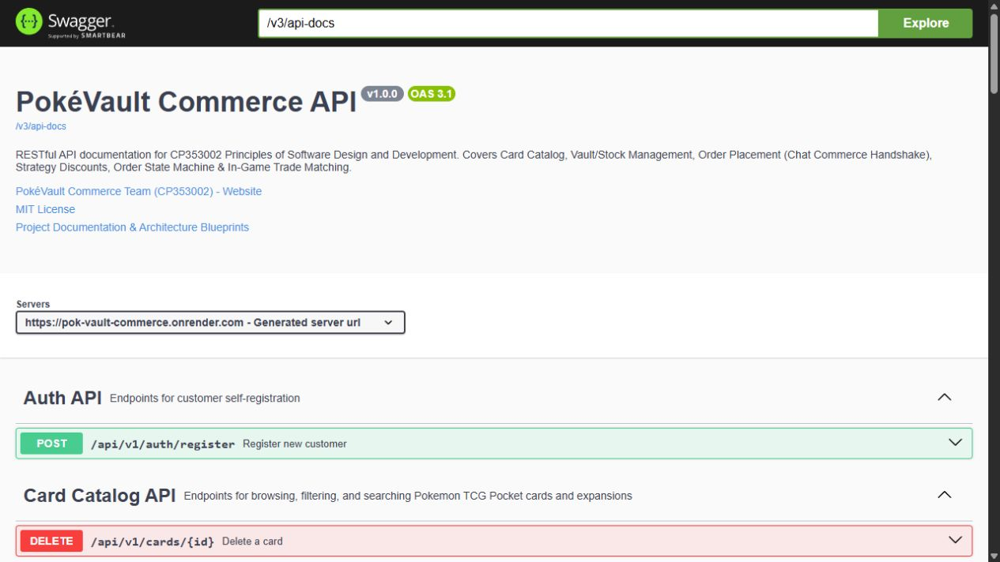 {···} Swagger.
Supported by SMARTBEAR
/v3/api-docs
Explore
PokéVault Commerce API v1.0.0 OAS 3.1
/v3/api-docs
RESTful API documentation for CP353002 Principles of Software Design and Development. Covers Card Catalog, Vault/Stock Management, Order Placement (Chat Commerce Handshake),
Strategy Discounts, Order State Machine & In-Game Trade Matching.
PokéVault Commerce Team (CP353002) - Website
MIT License
Project Documentation & Architecture Blueprints
Servers
https://pok-vault-commerce.onrender.com - Generated server url
Auth API Endpoints for customer self-registration
POST /api/v1/auth/register Register new customer
Card Catalog API Endpoints for browsing, filtering, and searching Pokemon TCG Pocket cards and expansions
DELETE /api/v1/cards/{id} Delete a card